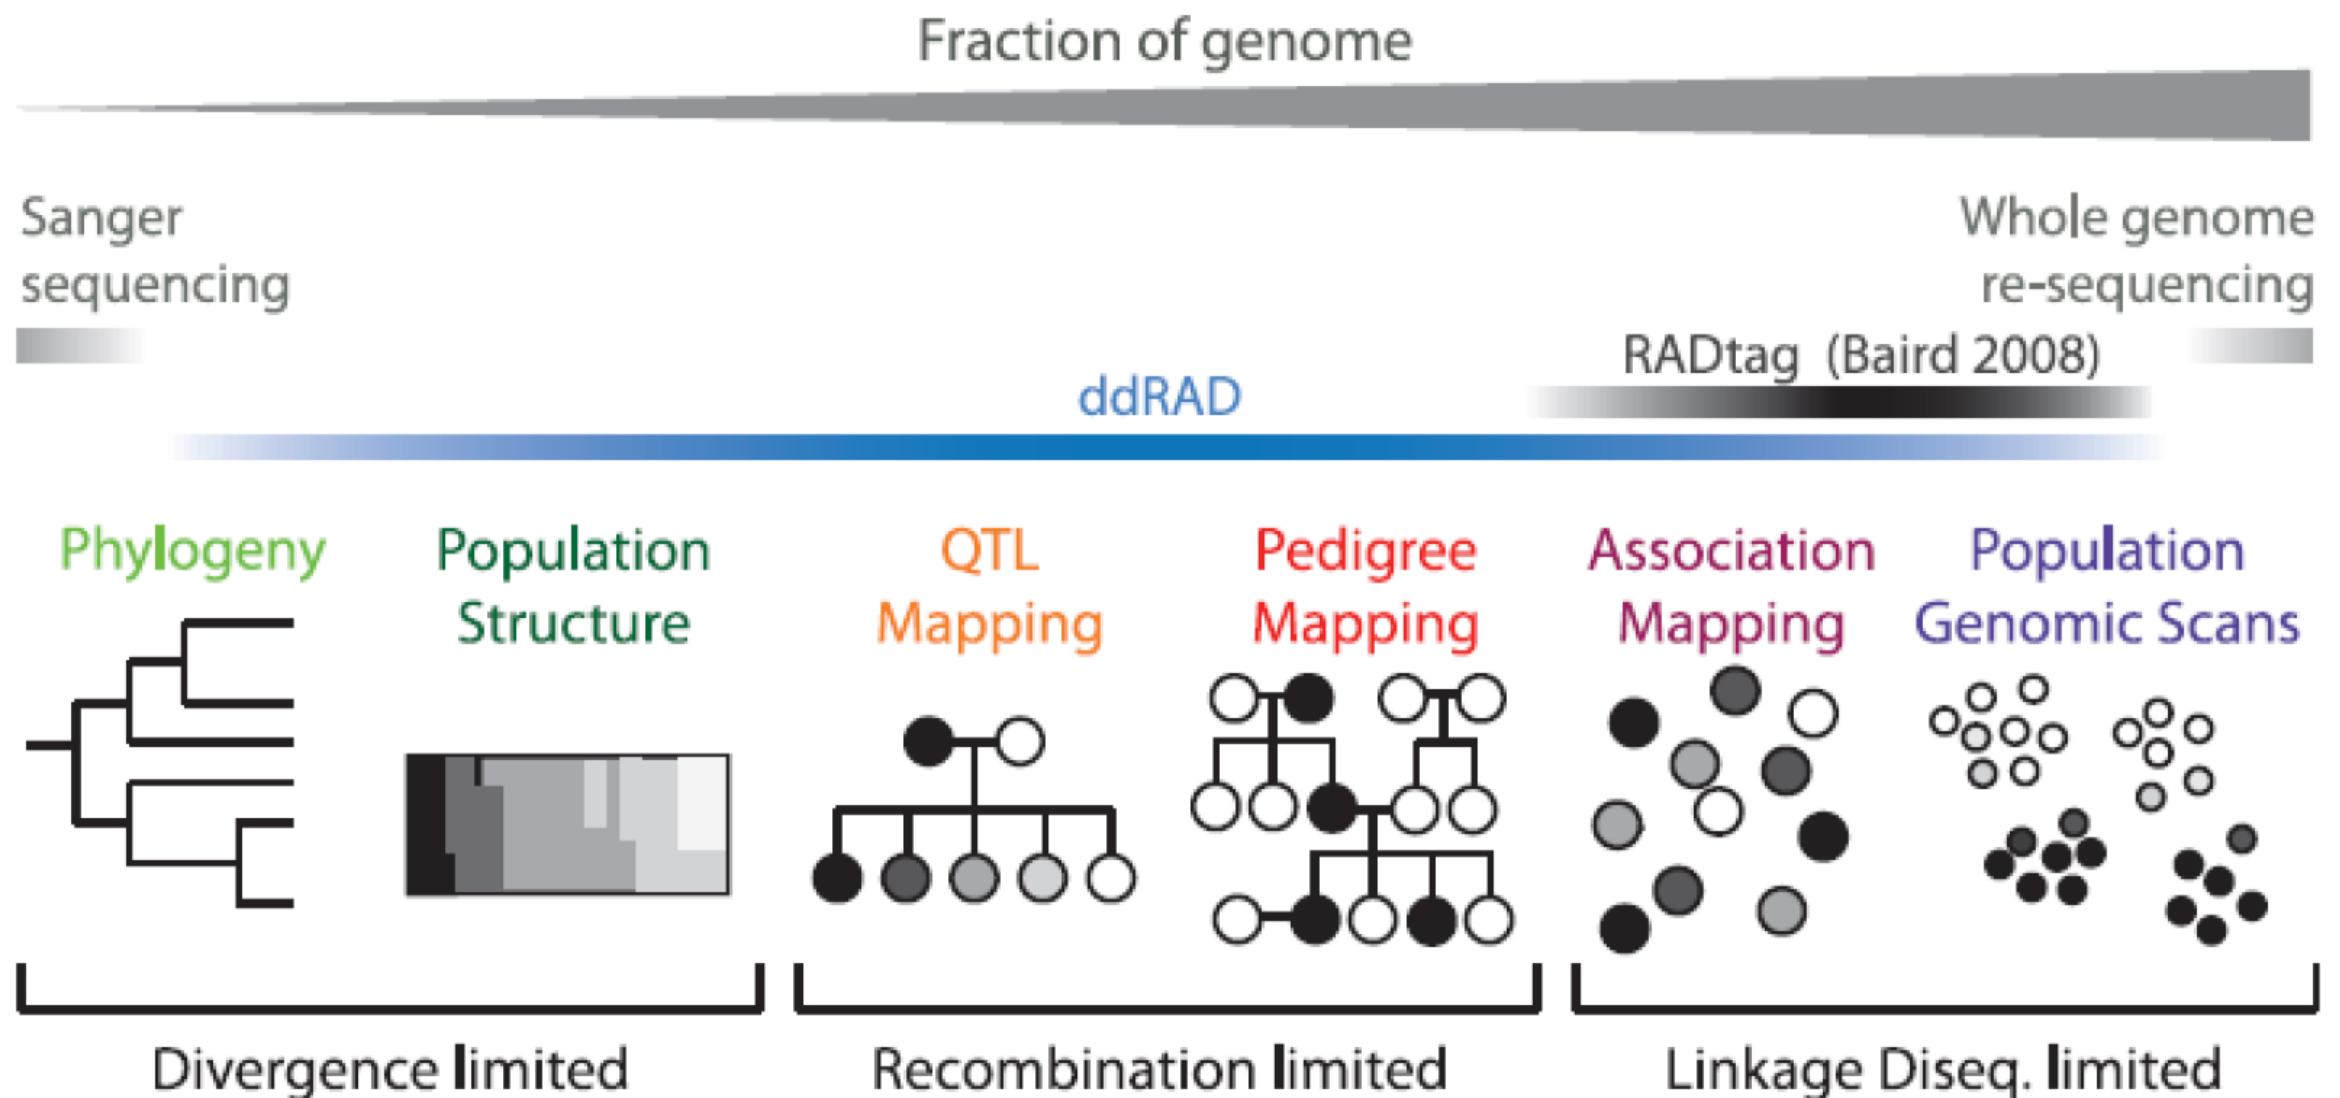 Fraction of genome
Sanger
sequencing
Whole genome
re-sequencing
RADtag (Baird 2008)
ddRAD
Phylogeny
Population
Structure
QTL
Mapping
Pedigree
Mapping
Association
Mapping
Population
Genomic Scans
Divergence limited
Recombination limited
Linkage Diseq. limited